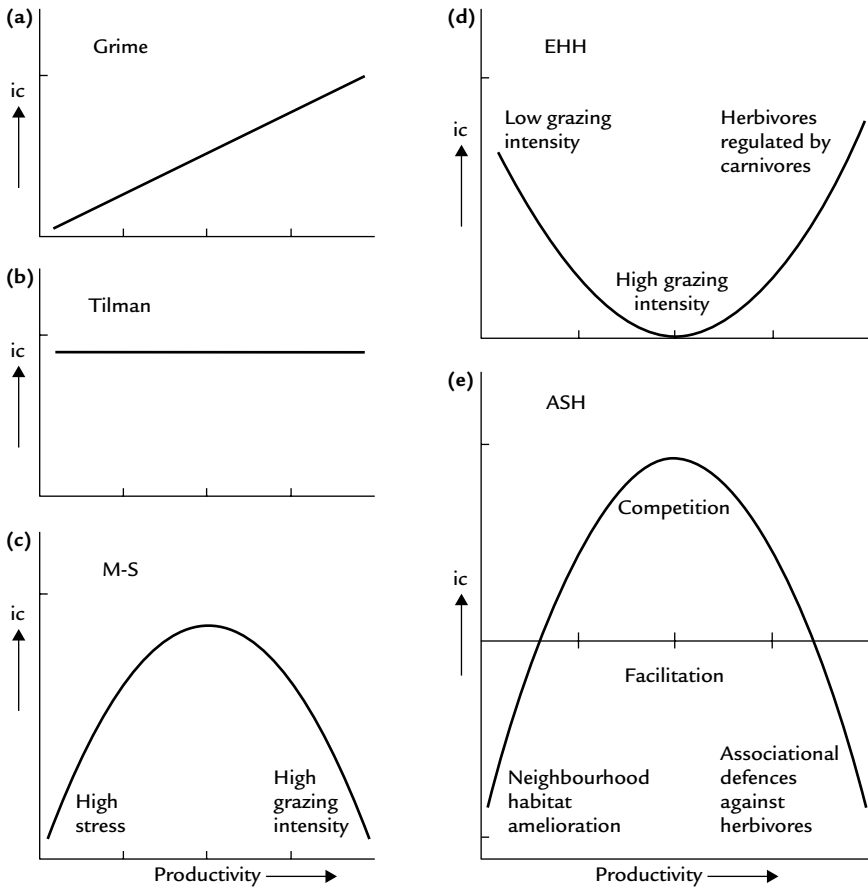 (a)
Grime
ic
(b)
Tilman
ic
(c)
M-S
ic
High
stress
High
grazing
intensity
Productivity
(d)
EHH
ic
Low grazing
intensity
Herbivores
regulated by
carnivores
High grazing
intensity
(e)
ASH
ic
Competition
Facilitation
Neighbourhood
habitat
amelioration
Associational
defences
against
herbivores
Productivity